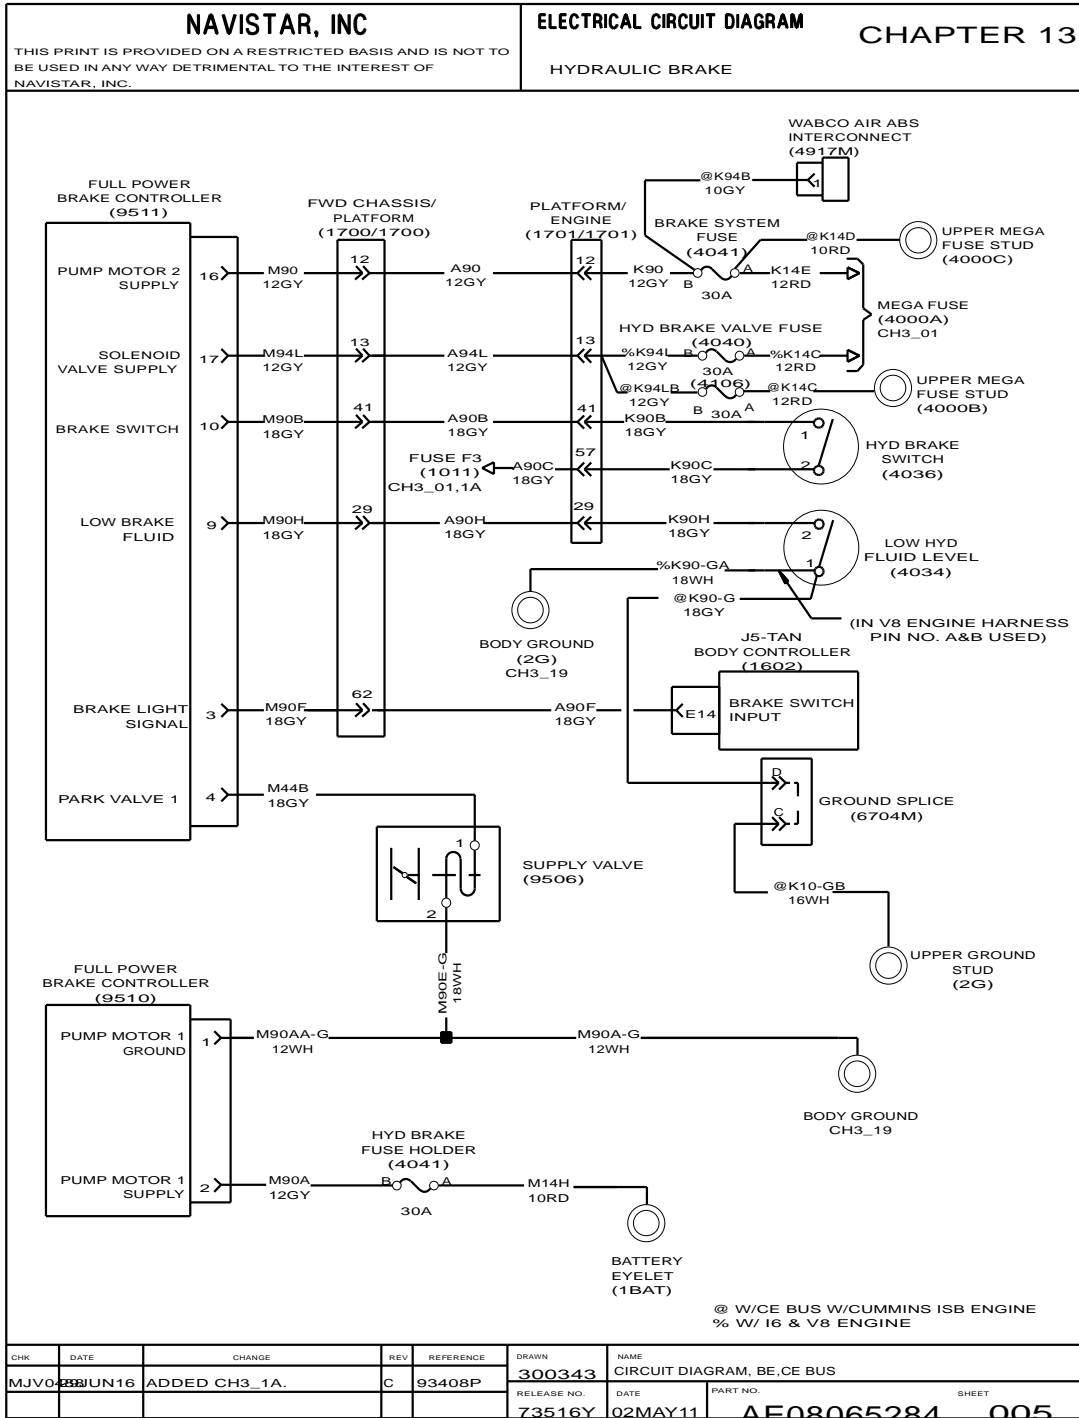 NAVISTAR, INC
THIS PRINT IS PROVIDED ON A RESTRICTED BASIS AND IS NOT TO
BE USED IN ANY WAY DETRIMENTAL TO THE INTEREST OF
NAVISTAR, INC.
ELECTRICAL CIRCUIT DIAGRAM
CHAPTER 13
HYDRAULIC BRAKE
WABCO AIR ABS
INTERCONNECT
(4917M)
1
@K94B
10GY
FULL POWER
BRAKE CONTROLLER
(9511)
FWD CHASSIS/
PLATFORM
(1700/1700)
PLATFORM/
ENGINE
(1701/1701)
BRAKE SYSTEM
FUSE
(4041)
@K14D
10RD
UPPER MEGA
FUSE STUD
(4000C)
PUMP MOTOR 2
SUPPLY
16
M90
12GY
12
A90
12GY
12
K90
12GY
B
A
30A
K14E
12RD
MEGA FUSE
(4000A)
CH3_01
HYD BRAKE VALVE FUSE
(4040)
SOLENOID
VALVE SUPPLY
17
M94L
12GY
13
A94L
12GY
13
%K94L
12GY
B
A
30A
%K14C
12RD
(4106)
@K94LB
12GY
B
A
30A
@K14C
12RD
UPPER MEGA
FUSE STUD
(4000B)
BRAKE SWITCH
10
M90B
18GY
41
A90B
18GY
41
K90B
18GY
1
2
HYD BRAKE
SWITCH
(4036)
FUSE F3
(1011)
CH3_01,1A
A90C
18GY
57
K90C
18GY
LOW BRAKE
FLUID
9
M90H
18GY
29
A90H
18GY
29
K90H
18GY
2
1
LOW HYD
FLUID LEVEL
(4034)
%K90-GA
18WH
@K90-G
18GY
(IN V8 ENGINE HARNESS
PIN NO. A&B USED)
BODY GROUND
(2G)
CH3_19
J5-TAN
BODY CONTROLLER
(1602)
BRAKE LIGHT
SIGNAL
3
M90F
18GY
62
A90F
18GY
E14
BRAKE SWITCH
INPUT
PARK VALVE 1
4
M44B
18GY
D
C
GROUND SPLICE
(6704M)
1
2
SUPPLY VALVE
(9506)
@K10-GB
16WH
UPPER GROUND
STUD
(2G)
M90E-G
18WH
FULL POWER
BRAKE CONTROLLER
(9510)
PUMP MOTOR 1
GROUND
1
M90AA-G
12WH
M90A-G
12WH
BODY GROUND
CH3_19
HYD BRAKE
FUSE HOLDER
(4041)
PUMP MOTOR 1
SUPPLY
2
M90A
12GY
B
A
30A
M14H
10RD
BATTERY
EYELET
(1BAT)
@ W/CE BUS W/CUMMINS ISB ENGINE
% W/ I6 & V8 ENGINE
CHK DATE CHANGE REV REFERENCE
ADDED CH3_1A. C 93408P
DRAWN
300343
NAME
CIRCUIT DIAGRAM, BE,CE BUS
RELEASE NO.
73516Y
DATE
02MAY11
PART NO.
AE08065284
SHEET
005